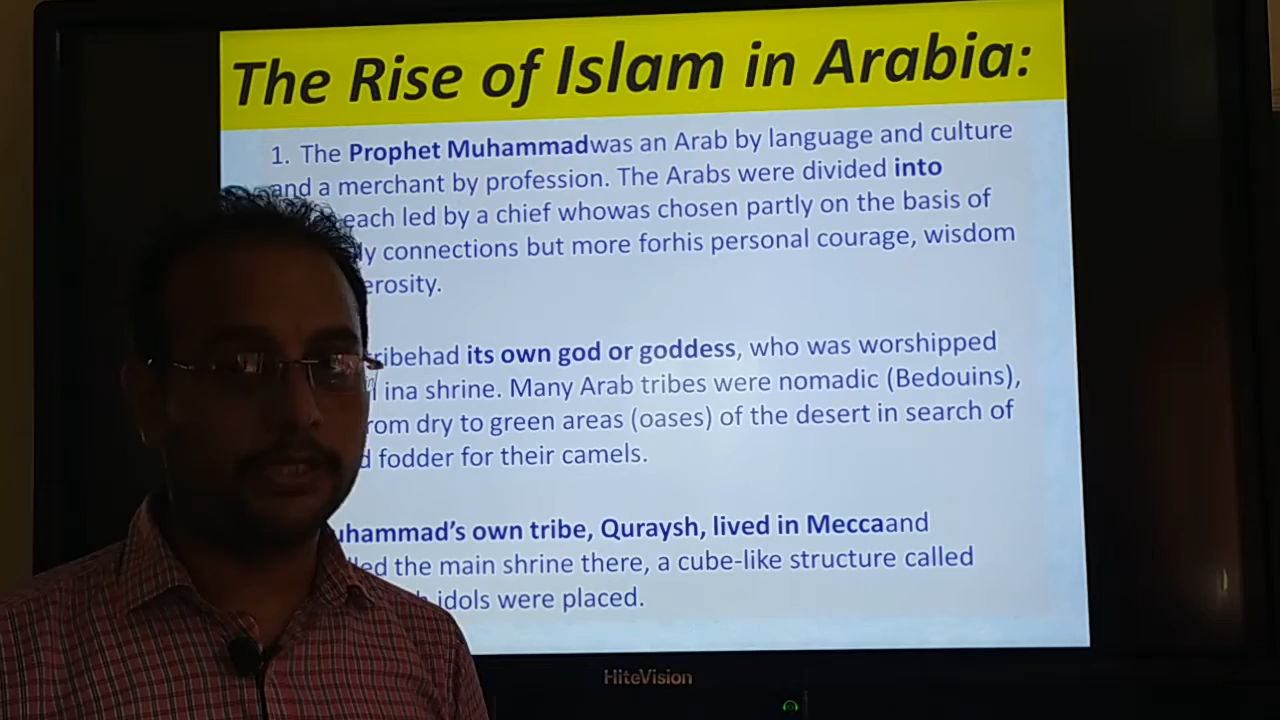 The Rise of Islam in Arabia:
1. The Prophet Muhammadwas an Arab by language and culture
and a merchant by profession. The Arabs were divided into
each led by a chief whowas chosen partly on the basis of
connections but more forhis personal courage, wisdom
erosity.
ribehad its own god or goddess, who was worshipped
ina shrine. Many Arab tribes were nomadic (Bedouins),
rom dry to green areas (oases) of the desert in search of
fodder for their camels.
uhammad's own tribe, Quraysh, lived in Meccaand
the main shrine there, a cube-like structure called
idols were placed.
HiteVision